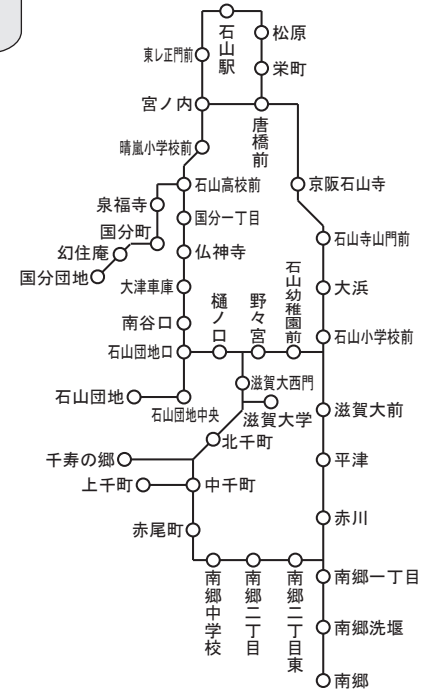 石山駅
松原
東レ正門前
栄町
宮ノ内
唐橋前
晴嵐小学校前
石山高校前
京阪石山寺
泉福寺
国分一丁目
国分町
石山寺山門前
幻住庵
仏神寺
国分団地
石山幼稚園前
大津車庫
樋ノ口
野々宮
大浜
南谷口
石山小学校前
石山団地口
滋賀大西門
石山団地
石山団地中央
滋賀大学
滋賀大前
北千町
千寿の郷
平津
上千町
中千町
赤川
赤尾町
南郷中学校
南郷二丁目
南郷二丁目東
南郷一丁目
南郷洗堰
南郷